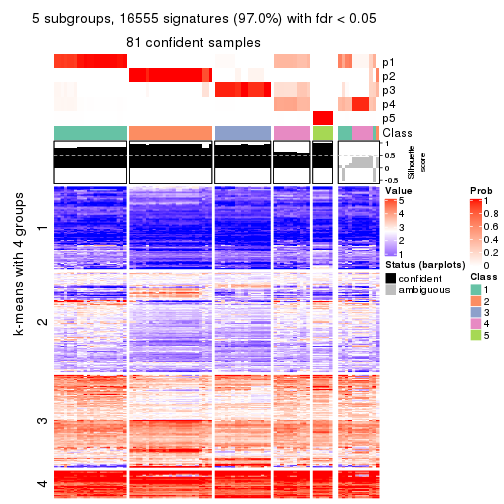 5 subgroups, 16555 signatures (97.0%) with fdr < 0.05
81 confident samples
p1
p2
p3
p4
p5
Class
1
0.5
0
-0.5
Silhouette
score
k-means with 4 groups
1
2
3
4
Value
5
4
3
2
1
Status (barplots)
confident
ambiguous
Prob
1
0.8
0.6
0.4
0.2
0
Class
1
2
3
4
5